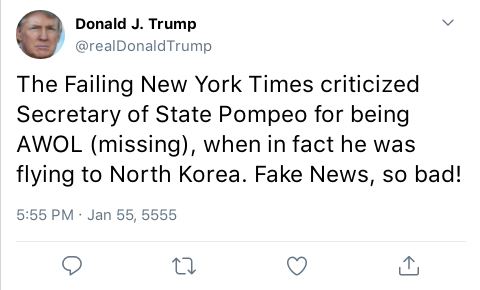 Donald J. Trump
@realDonaldTrump
The Failing New York Times criticized
Secretary of State Pompeo for being
AWOL (missing), when in fact he was
flying to North Korea. Fake News, so bad!
5:55 PM · Jan 55, 5555